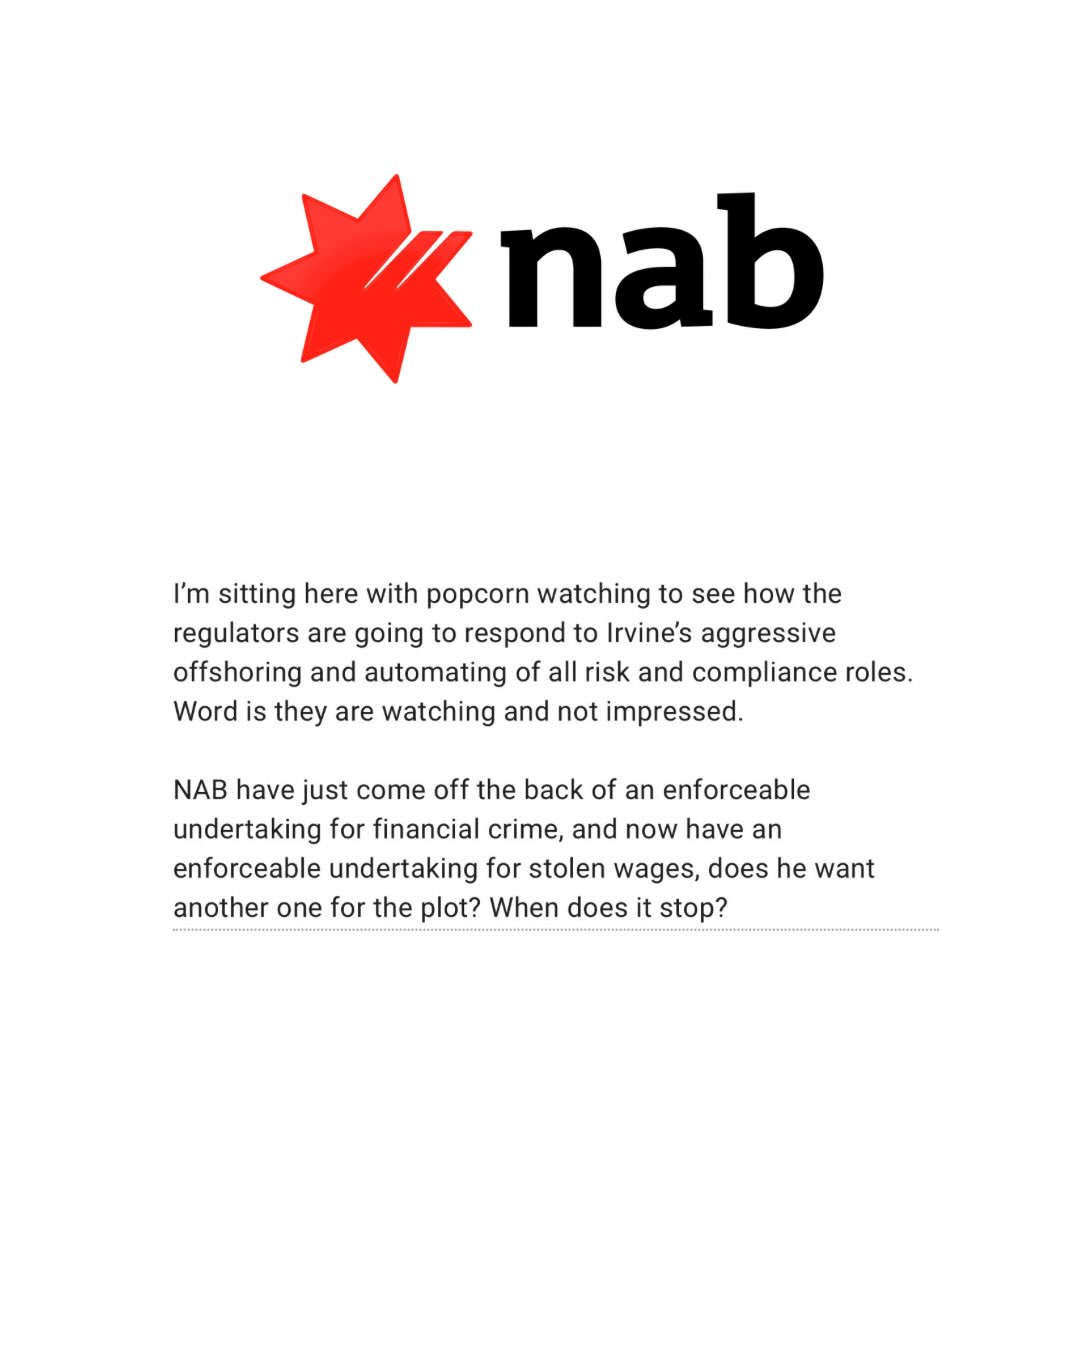 nab
I’m sitting here with popcorn watching to see how the
regulators are going to respond to Irvine’s aggressive
offshoring and automating of all risk and compliance roles.
Word is they are watching and not impressed.
NAB have just come off the back of an enforceable
undertaking for financial crime, and now have an
enforceable undertaking for stolen wages, does he want
another one for the plot? When does it stop?